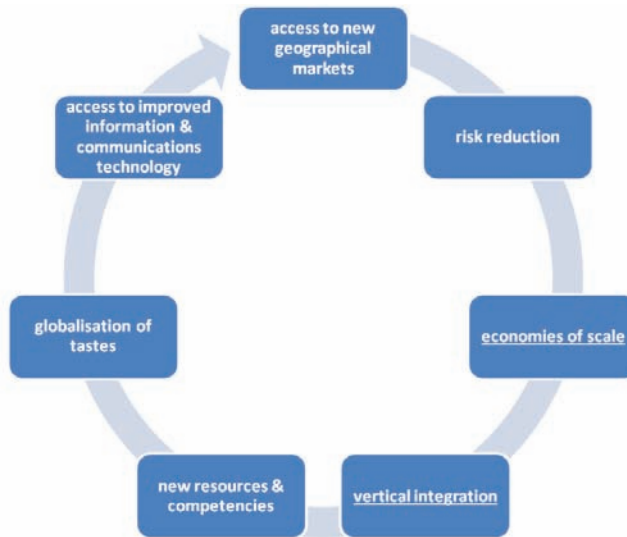 access to new
geographical
markets
risk reduction
economies of scale
vertical integration
new resources &
competencies
globalisation of
tastes
access to improved
information &
communications
technology